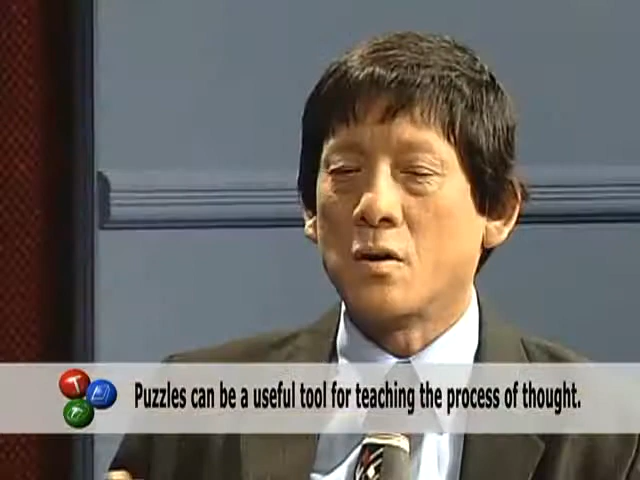 Puzzles can be a useful tool for teaching the process of thought.
T